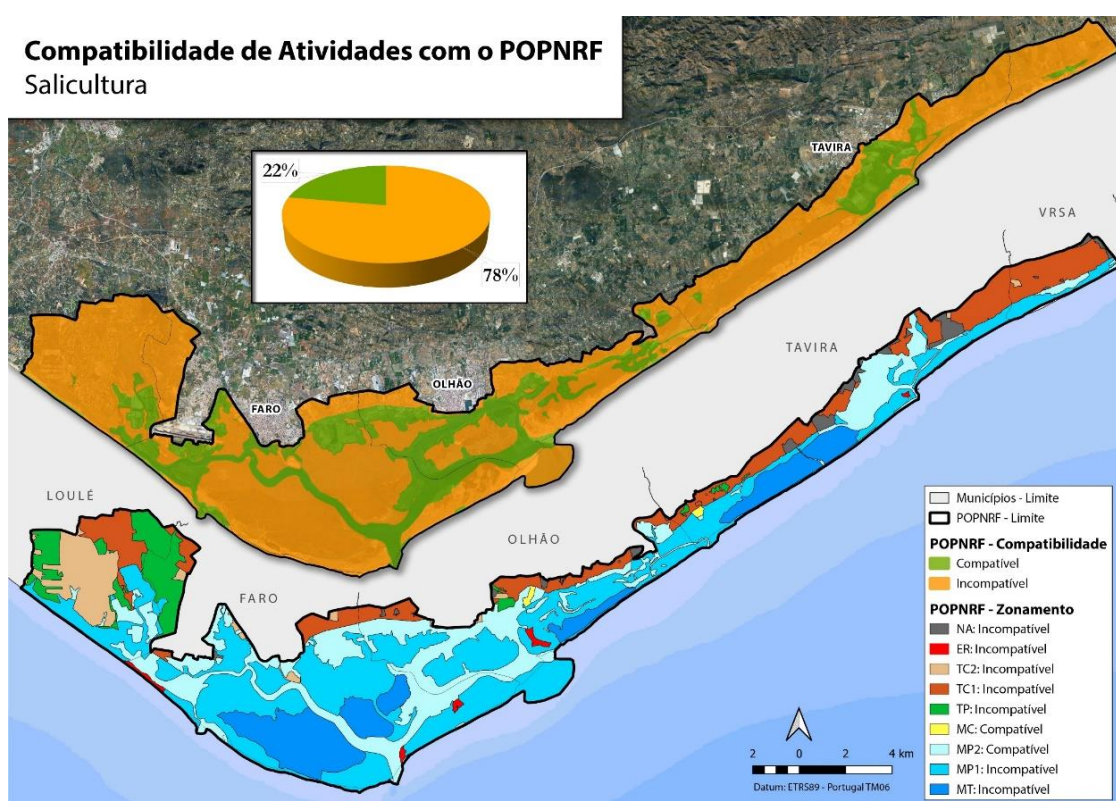 Compatibilidade de Atividades com o POPNRF
Salicultura
22%
78%
TAVIRA
VRSA
TAVIRA
OLHÃO
FARO
LOULÉ
OLHÃO
FARO
Municípios - Limite
POPNRF - Limite
POPNRF - Compatibilidade
Compatível
Incompatível
POPNRF - Zonamento
NA: Incompatível
ER: Incompatível
TC2: Incompatível
TC1: Incompatível
TP: Incompatível
MC: Compatível
MP2: Compatível
MP1: Incompatível
MT: Incompatível
2 0 2 4 km
Datum: ETRS89 - Portugal TM06